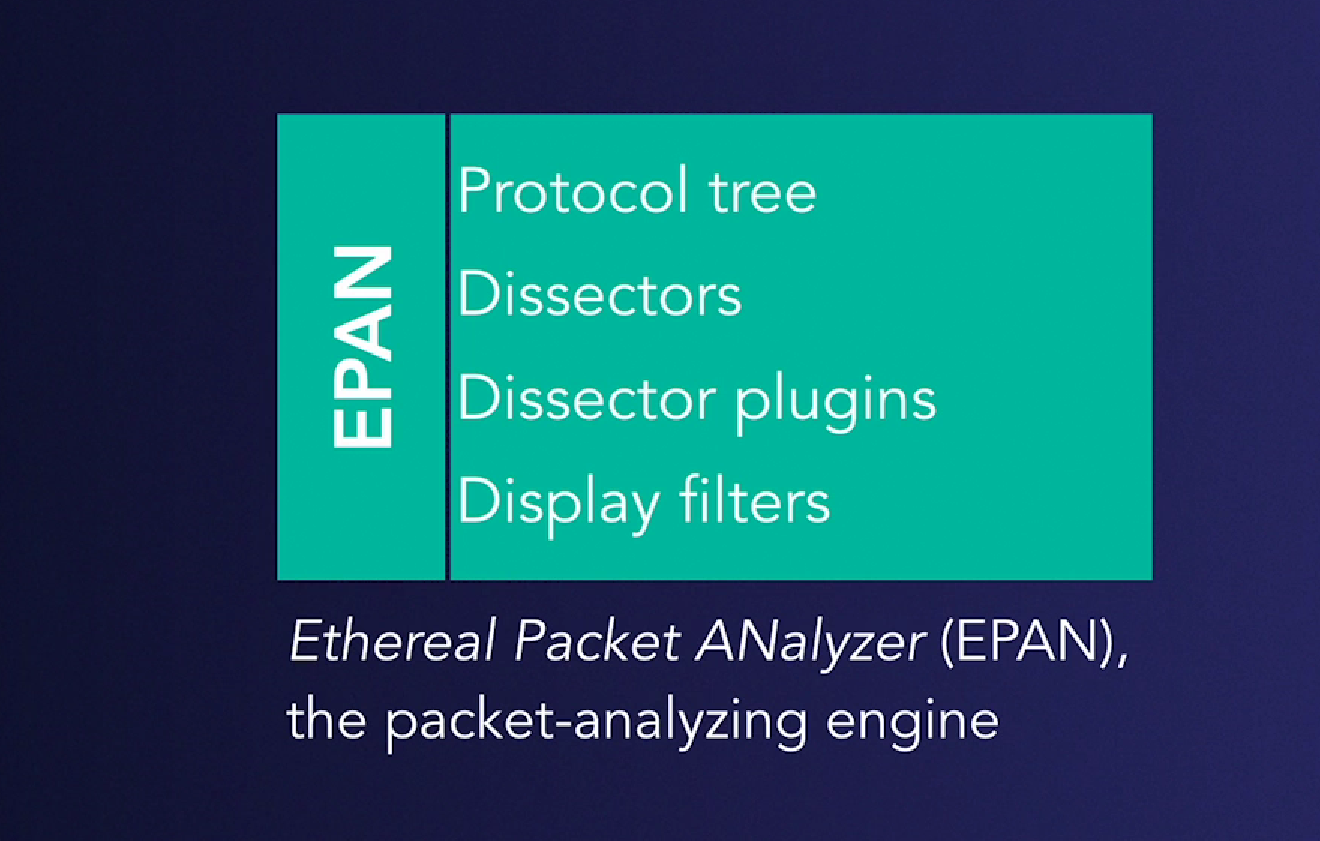 EPAN
Protocol tree
Dissectors
Dissector plugins
Display filters
Ethereal Packet ANalyzer (EPAN),
the packet-analyzing engine